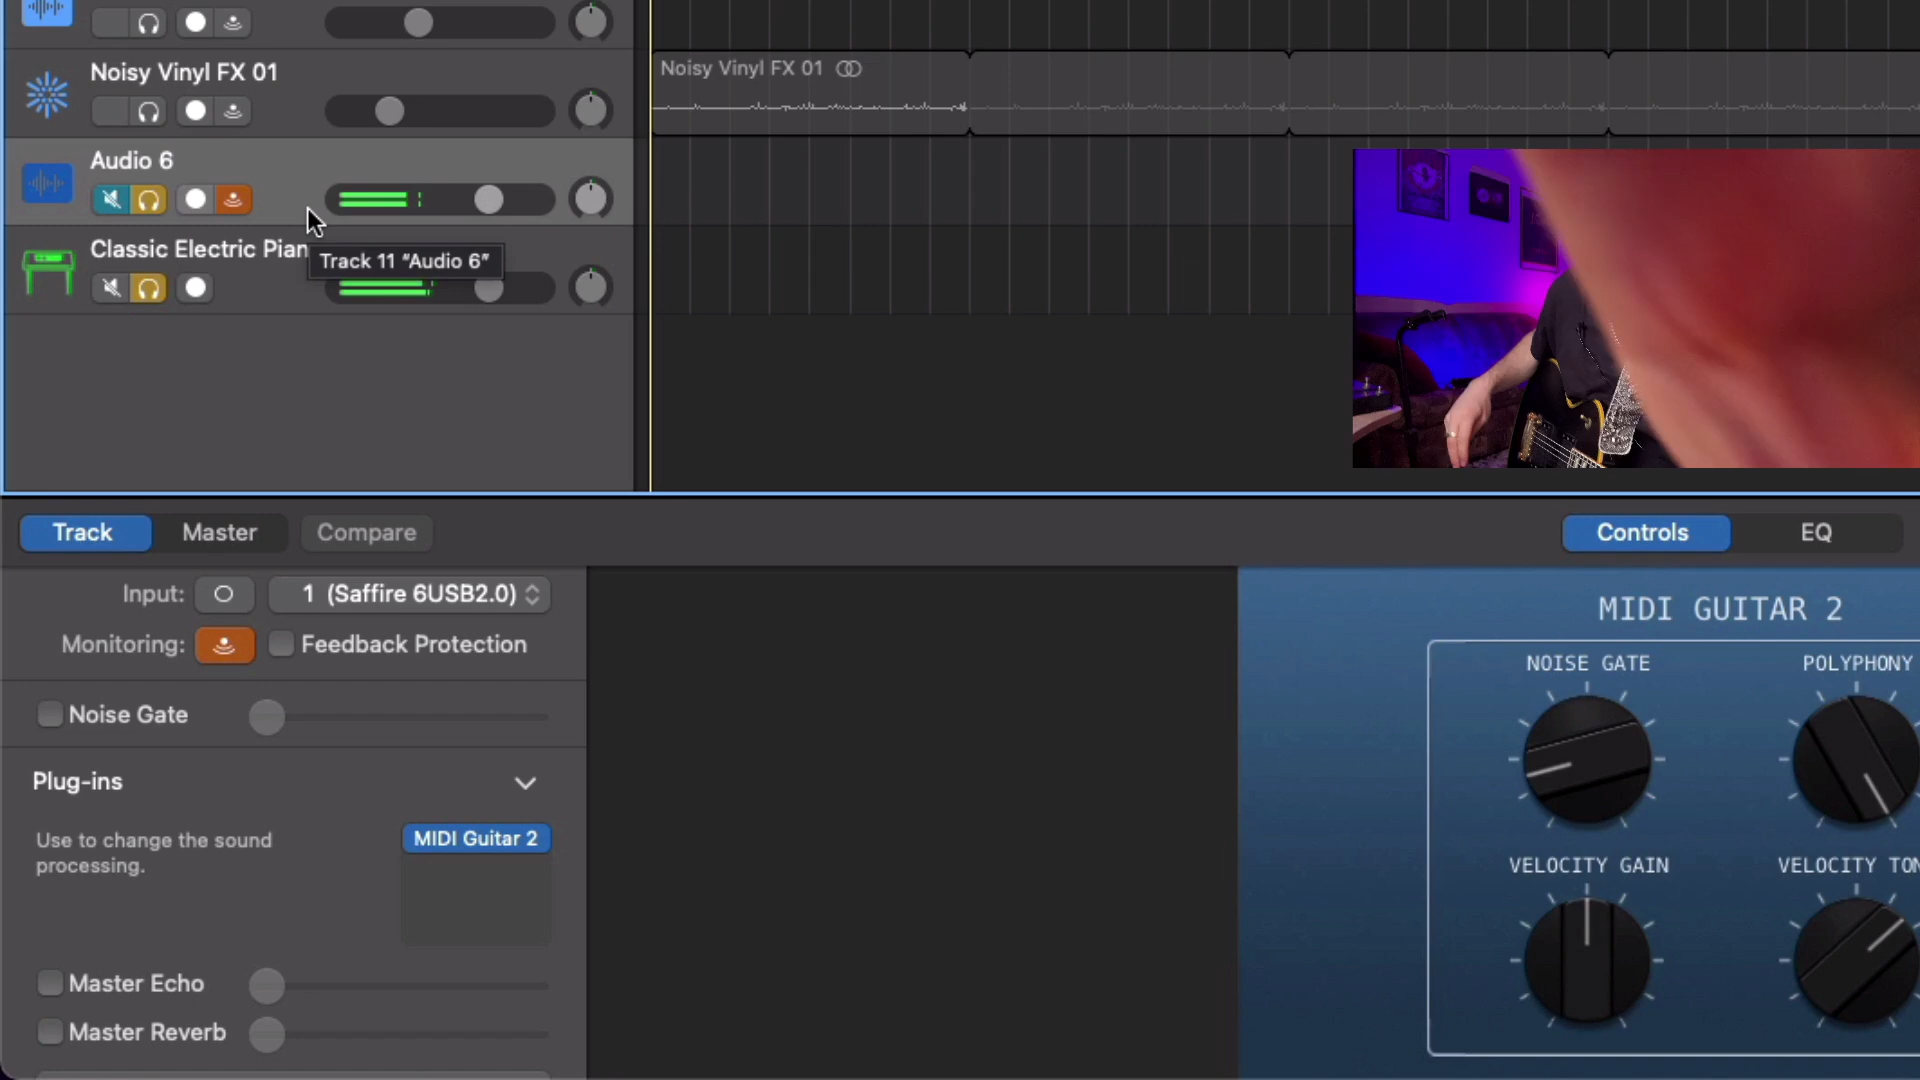 Noisy Vinyl FX 01
Noisy Vinyl FX 01
Audio 6
Classic Electric Pian
Track 11 “Audio 6”
Track
Master
Compare
Controls
EQ
Input:
1 (Saffire 6USB2.0)
Monitoring:
Feedback Protection
Noise Gate
Plug-ins
Use to change the sound
processing.
MIDI Guitar 2
Master Echo
Master Reverb
MIDI GUITAR 2
NOISE GATE
POLYPHONY
VELOCITY GAIN
VELOCITY TON